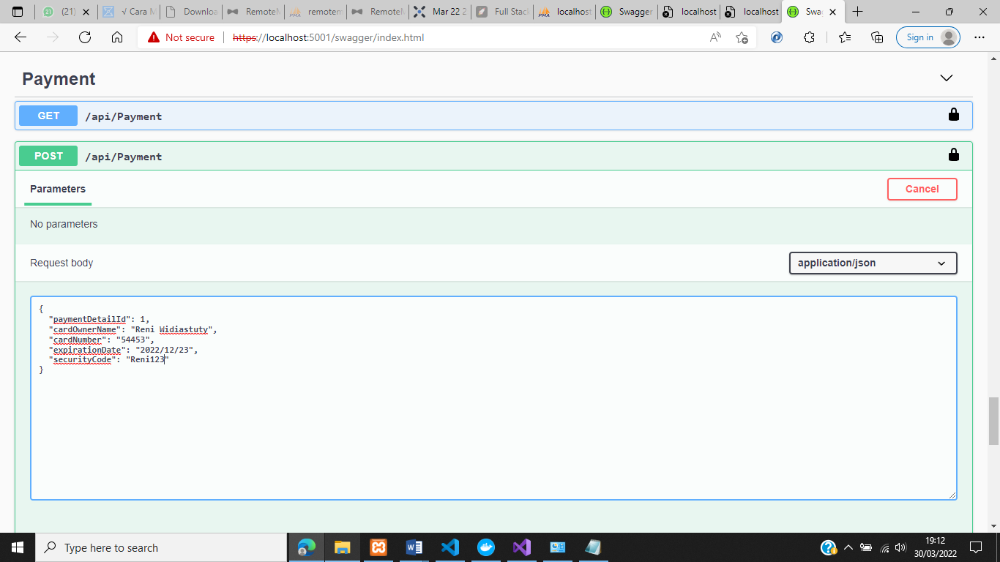 (21)
√ Cara M
Downloa
RemoteM
remotem
RemoteM
Mar 22 2
Full Stack
localhost
Swagger
localhost
localhost
Swa
Not secure
https://localhost:5001/swagger/index.html
Sign in
Payment
GET /api/Payment
POST /api/Payment
Parameters
Cancel
No parameters
Request body
application/json
{
"paymentDetailId": 1,
"cardOwnerName": "Reni Widiastuty",
"cardNumber": "54453",
"expirationDate": "2022/12/23",
"securityCode": "Reni123"
}
Type here to search
19:12
30/03/2022